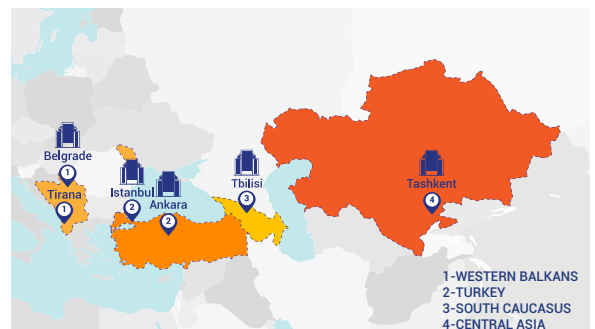 Belgrade
1
Tirana
1
Istanbul
2
Ankara
2
Tbilisi
3
Tashkent
4
1-WESTERN BALKANS
2-TURKEY
3-SOUTH CAUCASUS
4-CENTRAL ASIA